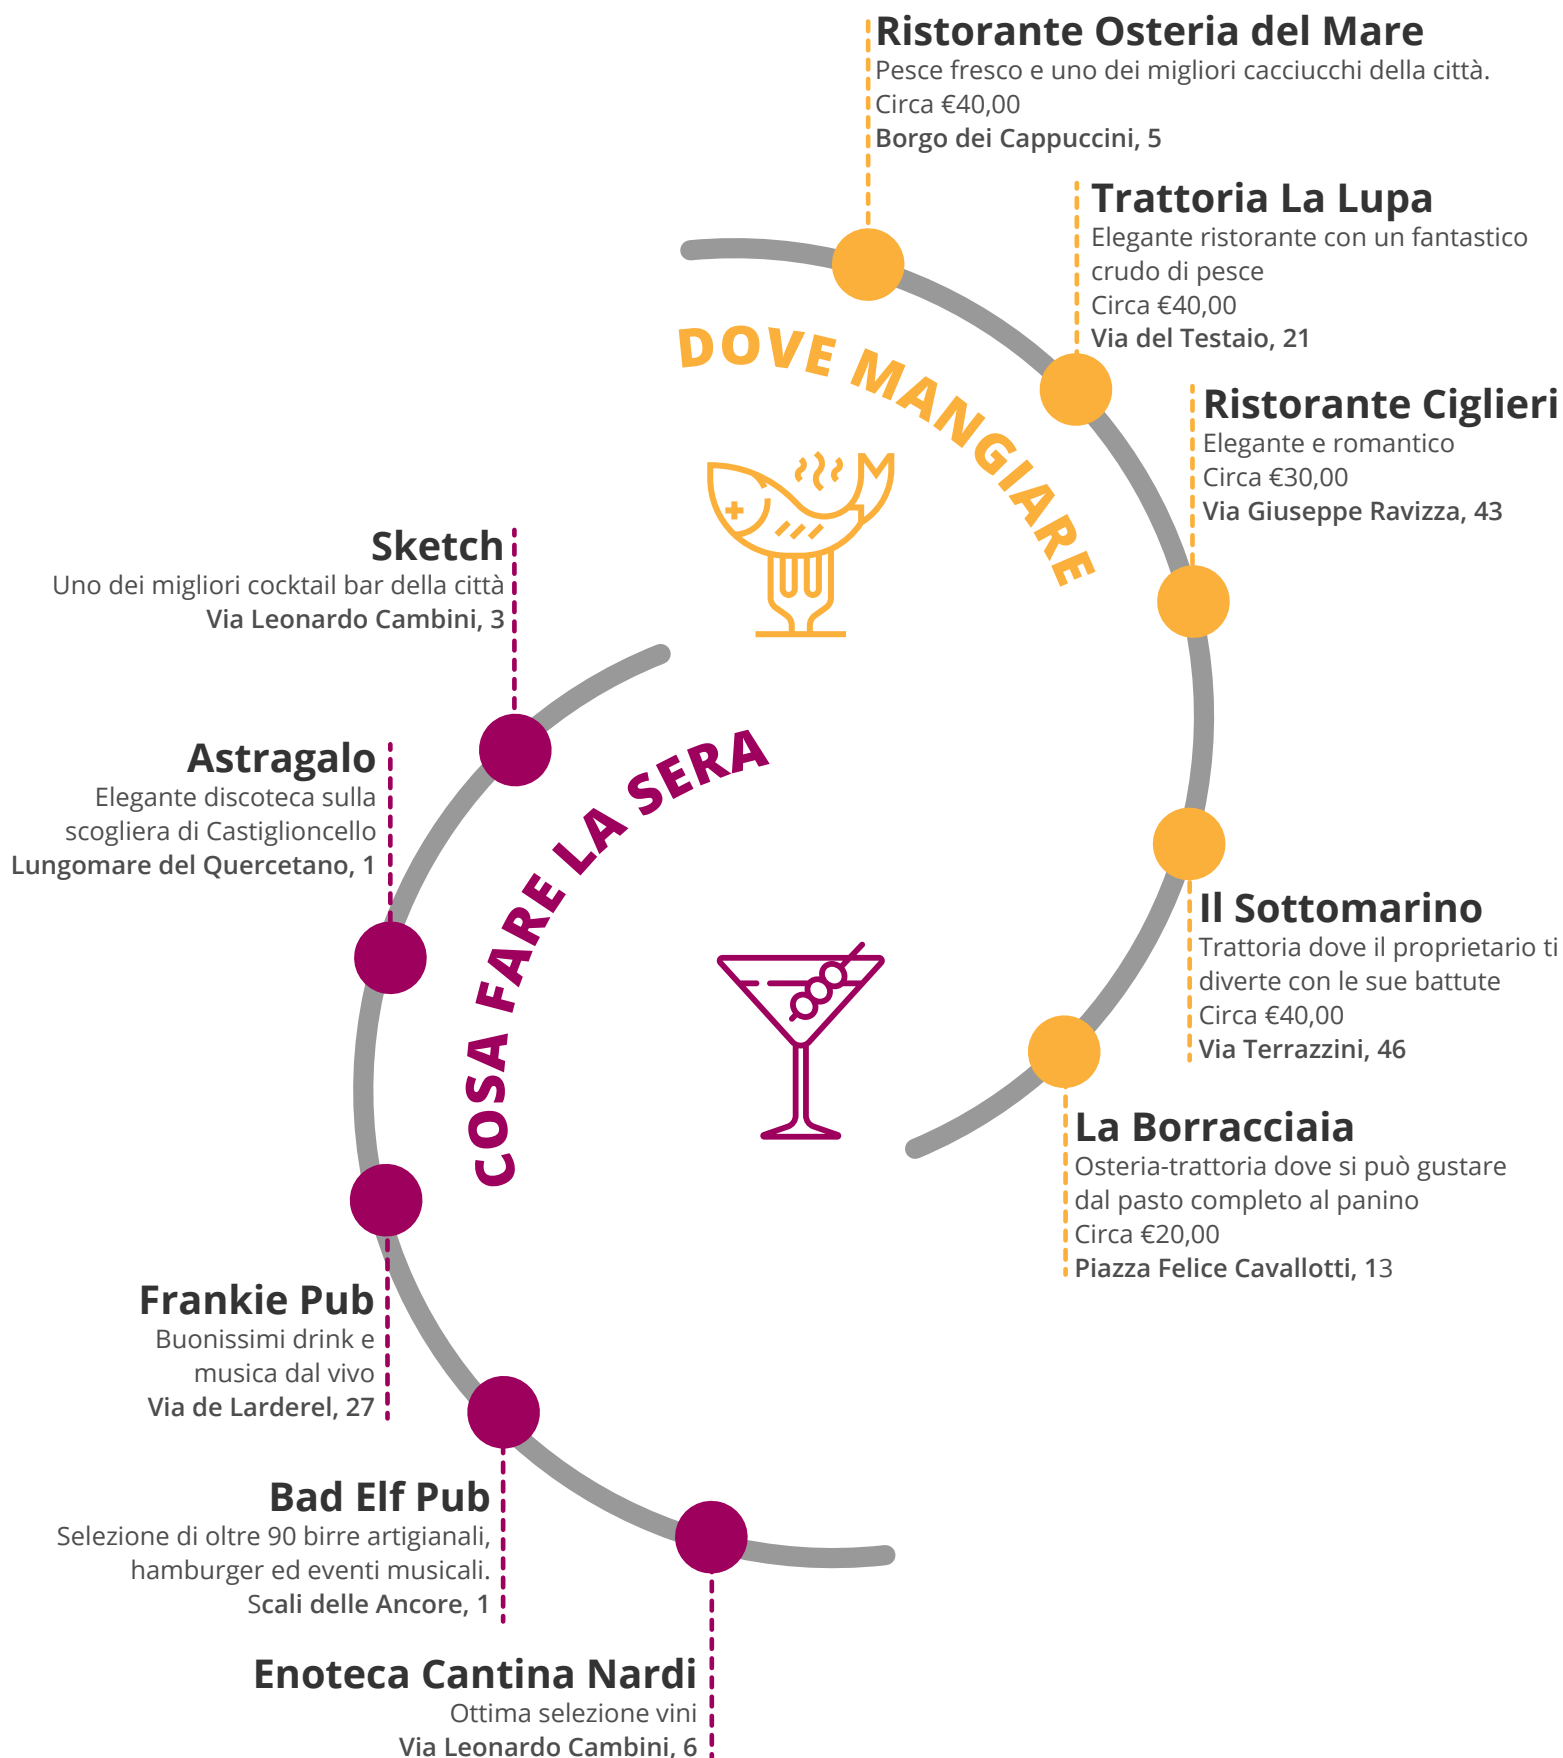 Ristorante Osteria del Mare
Pesce fresco e uno dei migliori cacciucchi della città.
Circa €40,00
Borgo dei Cappuccini, 5
Trattoria La Lupa
Elegante ristorante con un fantastico
crudo di pesce
Circa €40,00
Via del Testaio, 21
DOVE MANGIARE
Ristorante Ciglieri
Elegante e romantico
Circa €30,00
Via Giuseppe Ravizza, 43
Il Sottomarino
Trattoria dove il proprietario ti
diverte con le sue battute
Circa €40,00
Via Terrazzini, 46
La Borracciaia
Osteria-trattoria dove si può gustare
dal pasto completo al panino
Circa €20,00
Piazza Felice Cavallotti, 13
Sketch
Uno dei migliori cocktail bar della città
Via Leonardo Cambini, 3
COSA FARE LA SERA
Astragalo
Elegante discoteca sulla
scogliera di Castiglioncello
Lungomare del Quercetano, 1
Frankie Pub
Buonissimi drink e
musica dal vivo
Via de Larderel, 27
Bad Elf Pub
Selezione di oltre 90 birre artigianali,
hamburger ed eventi musicali.
Scali delle Ancore, 1
Enoteca Cantina Nardi
Ottima selezione vini
Via Leonardo Cambini, 6